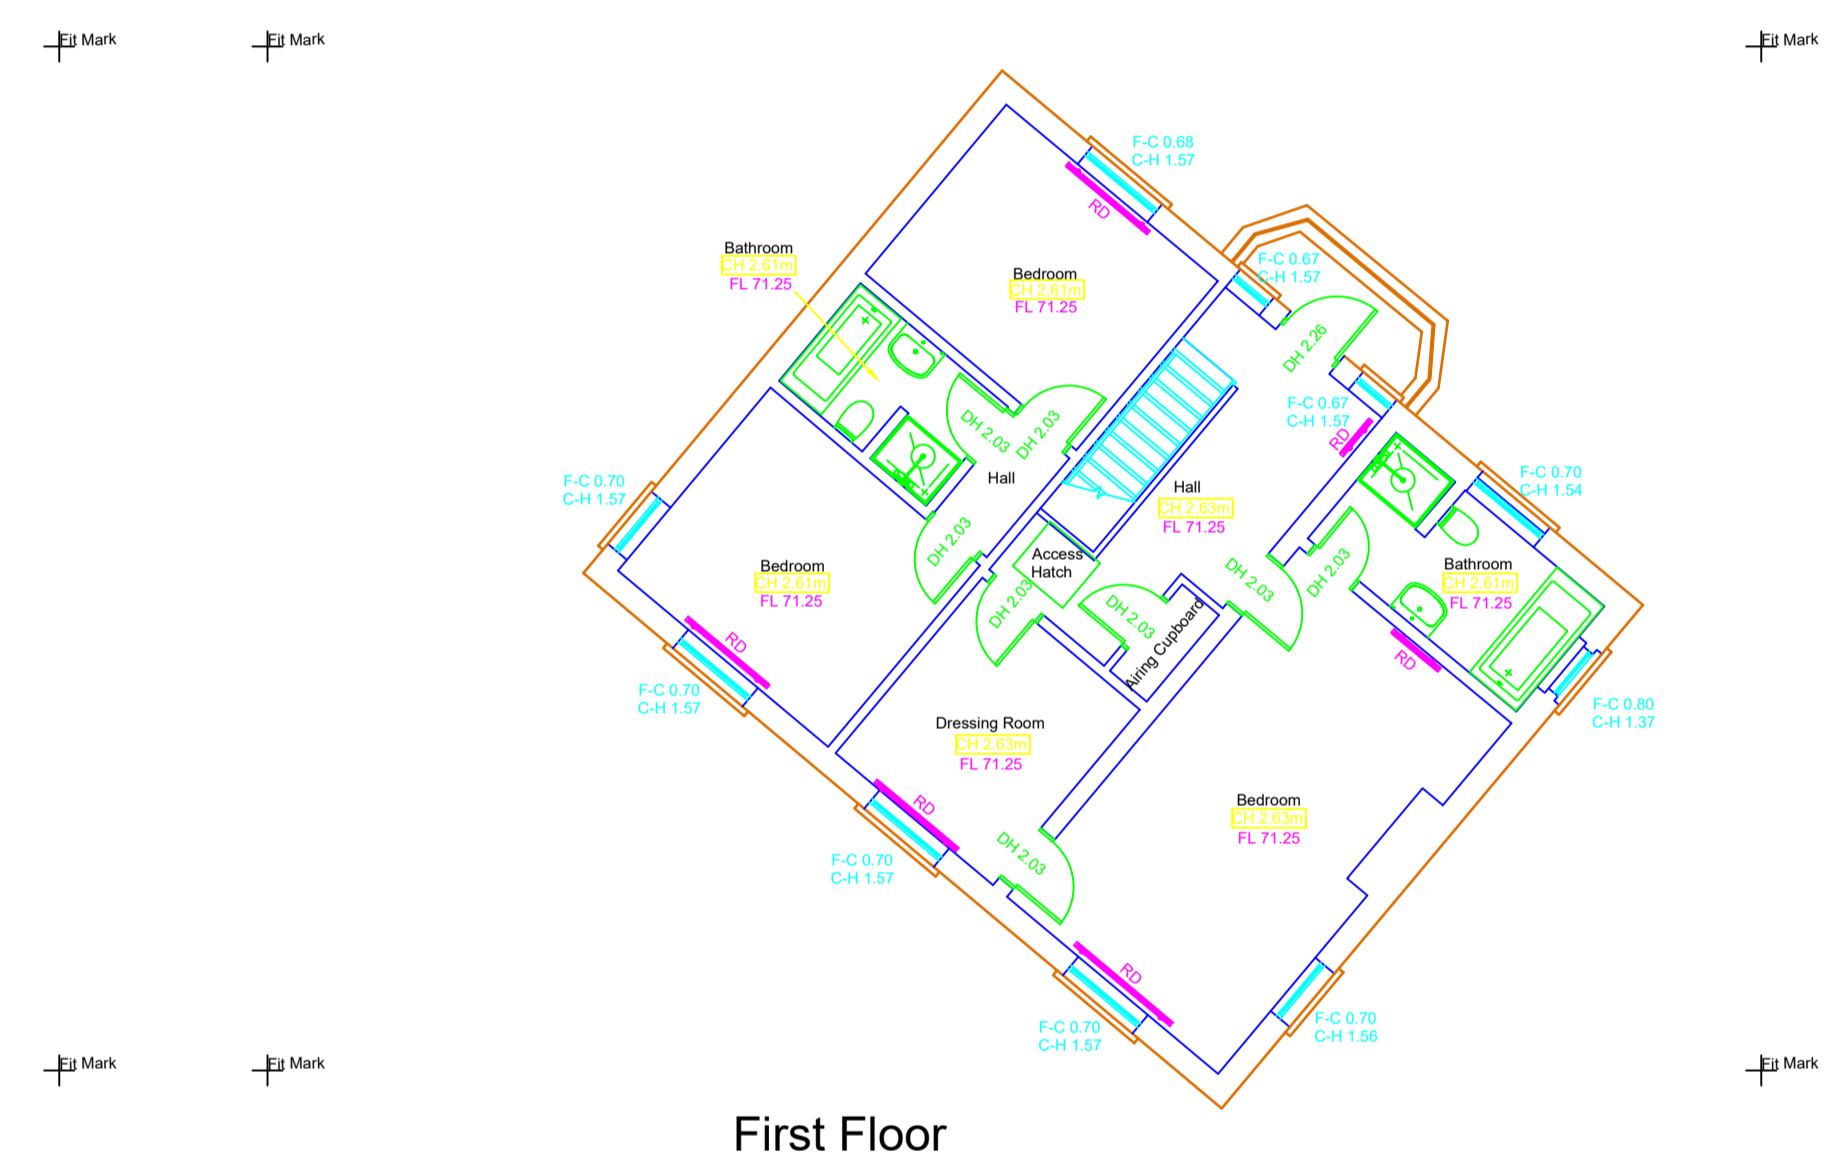 Fit Mark
Fit Mark
Fit Mark
F-C 0.68
C-H 1.57
RD
Bathroom
CH 2.61m
FL 71.25
Bedroom
CH 2.61m
FL 71.25
F-C 0.67
C-H 1.57
DH 2.26
F-C 0.67
C-H 1.57
RD
DH 2.03
DH 2.03
Hall
Hall
CH 2.63m
FL 71.25
F-C 0.70
C-H 1.57
F-C 0.70
C-H 1.54
DH 2.03
Access
Hatch
Bedroom
CH 2.61m
FL 71.25
DH 2.03
DH 2.03
DH 2.03
DH 2.03
Bathroom
CH 2.61m
FL 71.25
Airing Cupboard
RD
RD
F-C 0.70
C-H 1.57
F-C 0.80
C-H 1.37
Dressing Room
CH 2.63m
FL 71.25
RD
Bedroom
CH 2.63m
FL 71.25
DH 2.03
F-C 0.70
C-H 1.57
RD
F-C 0.70
C-H 1.57
F-C 0.70
C-H 1.56
Fit Mark
Fit Mark
Fit Mark
First Floor